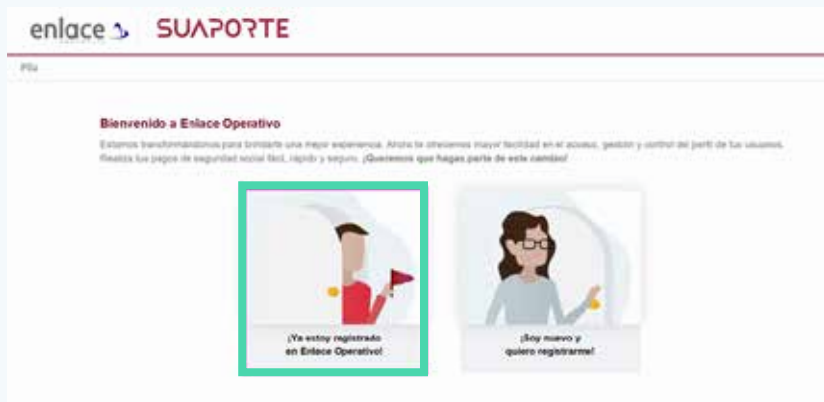 enlace SUAPORTE
Pila
Bienvenido a Enlace Operativo
Estamos transformándonos para brindarte una mejor experiencia. Ahora te ofrecemos mayor facilidad en el acceso, gestión y control del perfil de tus usuarios.
Realiza tus pagos de seguridad social fácil, rápido y seguro. ¡Queremos que hagas parte de este cambio!
¡Ya estoy registrado
en Enlace Operativo!
¡Soy nuevo y
quiero registrarme!